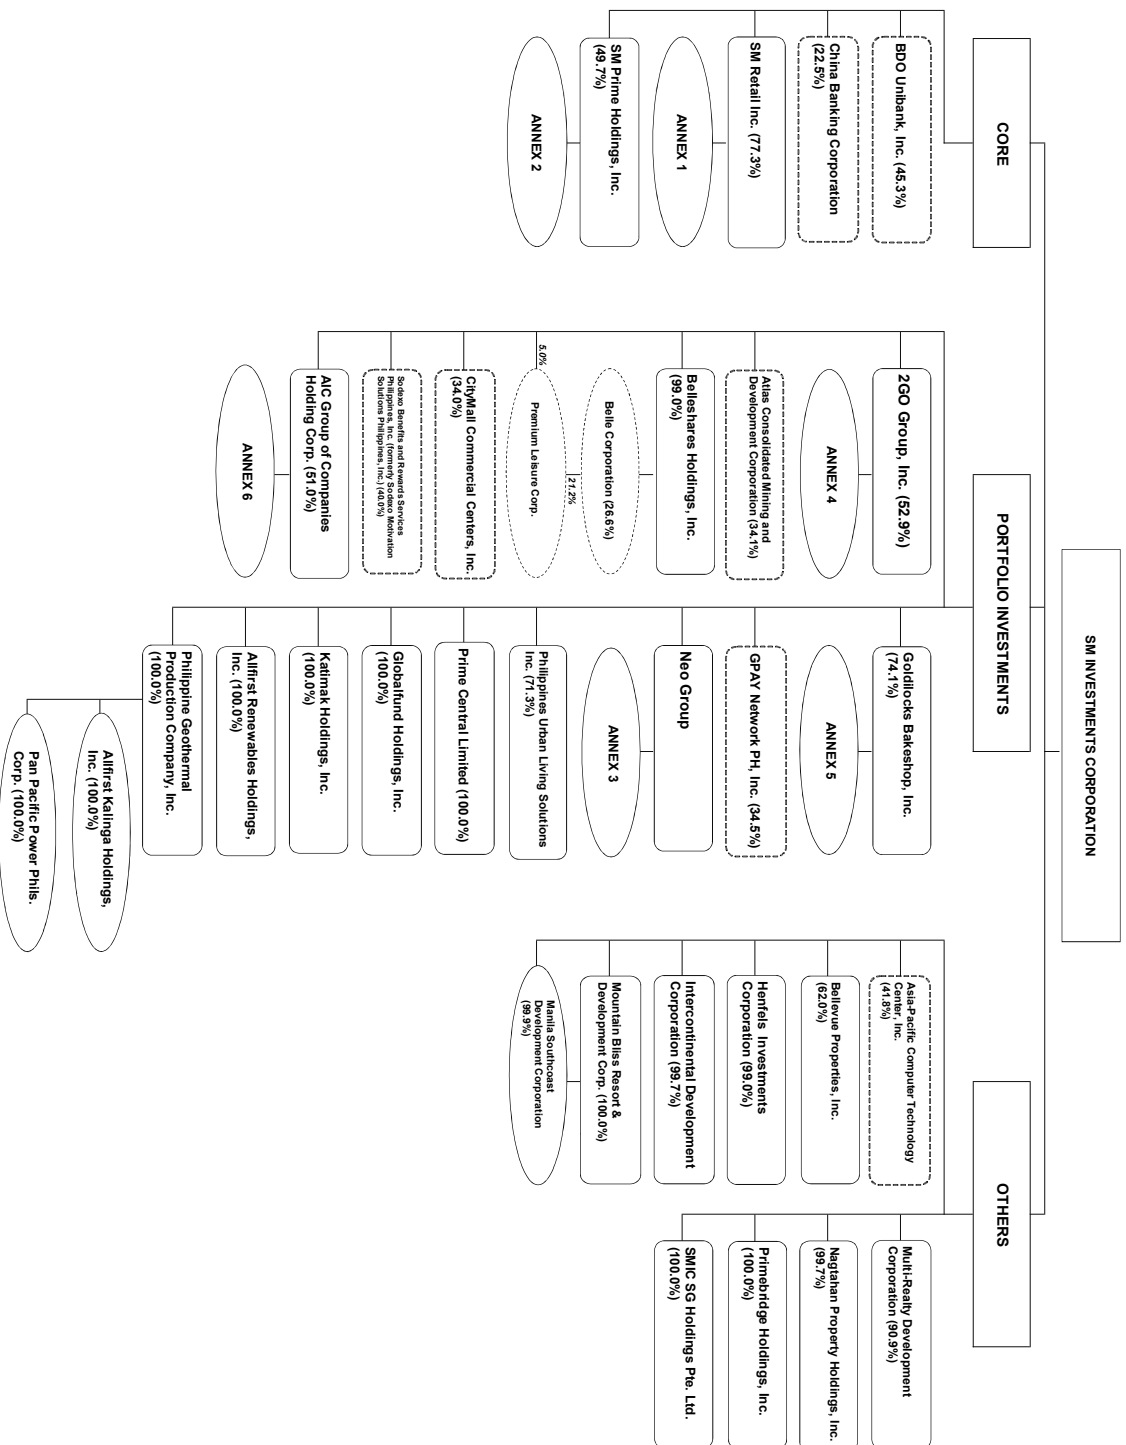 SM INVESTMENTS CORPORATION
CORE
BDO Unibank, Inc. (45.3%)
China Banking Corporation
(22.5%)
SM Retail Inc. (77.3%)
ANNEX 1
SM Prime Holdings, Inc.
(49.7%)
ANNEX 2
PORTFOLIO INVESTMENTS
2GO Group, Inc. (52.9%)
ANNEX 4
Atlas Consolidated Mining and
Development Corporation (34.1%)
Belleshares Holdings, Inc.
(99.0%)
Belle Corporation (26.6%)
21.2%
5.0%
Premium Leisure Corp.
CityMall Commercial Centers, Inc.
(34.0%)
Sodexo Benefits and Rewards Services
Philippines, Inc. (formerly Sodexo Motivation
Solutions Philippines, Inc.) (40.0%)
AIC Group of Companies
Holding Corp. (51.0%)
ANNEX 6
Goldilocks Bakeshop, Inc.
(74.1%)
ANNEX 5
GPAY Network PH, Inc. (34.5%)
Neo Group
ANNEX 3
Philippines Urban Living Solutions
Inc. (71.3%)
Prime Central Limited (100.0%)
Globalfund Holdings, Inc.
(100.0%)
Katimak Holdings, Inc.
(100.0%)
Allfirst Renewables Holdings,
Inc. (100.0%)
Philippine Geothermal
Production Company, Inc.
(100.0%)
Allfirst Kalinga Holdings,
Inc. (100.0%)
Pan Pacific Power Phils.
Corp. (100.0%)
OTHERS
Asia-Pacific Computer Technology
Center, Inc.
(41.8%)
Bellevue Properties, Inc.
(62.0%)
Henfels Investments
Corporation (99.0%)
Intercontinental Development
Corporation (99.7%)
Mountain Bliss Resort &
Development Corp. (100.0%)
Manila Southcoast
Development Corporation
(99.9%)
Multi-Realty Development
Corporation (90.9%)
Nagtahan Property Holdings, Inc.
(99.7%)
Primebridge Holdings, Inc.
(100.0%)
SMIC SG Holdings Pte. Ltd.
(100.0%)